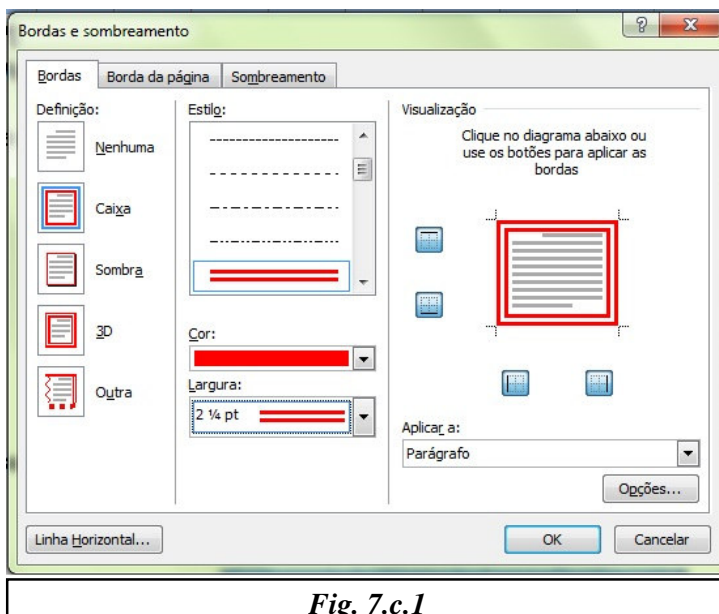 Bordas e sombreamento
Bordas
Borda da página
Sombreamento
Definição:
Nenhuma
Caixa
Sombra
3D
Outra
Estilo:
Cor:
Largura:
2 ¼ pt
Visualização
Clique no diagrama abaixo ou
use os botões para aplicar as
bordas
Aplicar a:
Parágrafo
Opções...
Linha Horizontal...
OK
Cancelar
Fig. 7.c.1